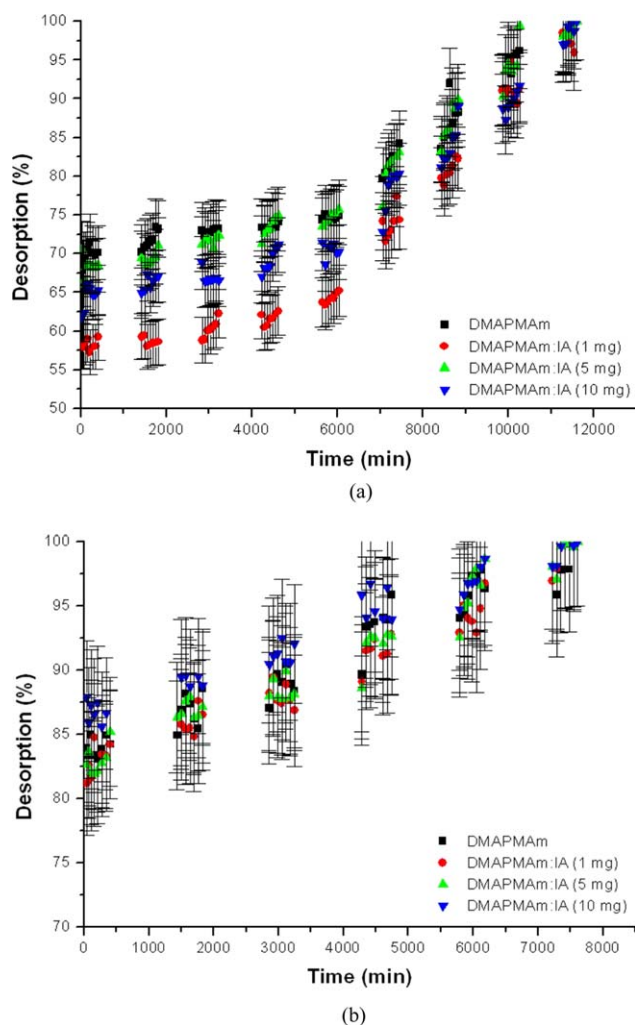 100
95
90
85
80
75
70
65
60
55
50
Desorption (%)
DMAPMAm
DMAPMAm:IA (1 mg)
DMAPMAm:IA (5 mg)
DMAPMAm:IA (10 mg)
0 2000 4000 6000 8000 10000 12000
Time (min)
(a)
100
95
90
85
80
75
70
Desorption (%)
DMAPMAm
DMAPMAm:IA (1 mg)
DMAPMAm:IA (5 mg)
DMAPMAm:IA (10 mg)
0 1000 2000 3000 4000 5000 6000 7000 8000
Time (min)
(b)